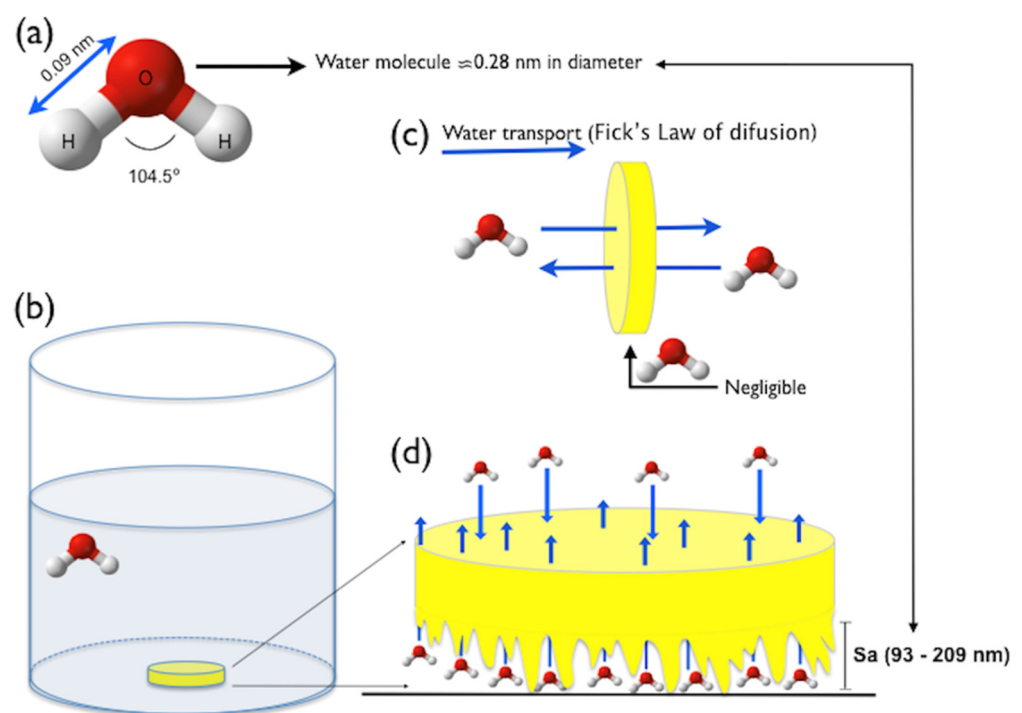 (a)
0.09 nm
O
H
H
104.5º
Water molecule ≈0.28 nm in diameter
(c) Water transport (Fick's Law of difusion)
Negligible
(b)
(d)
Sa (93 - 209 nm)